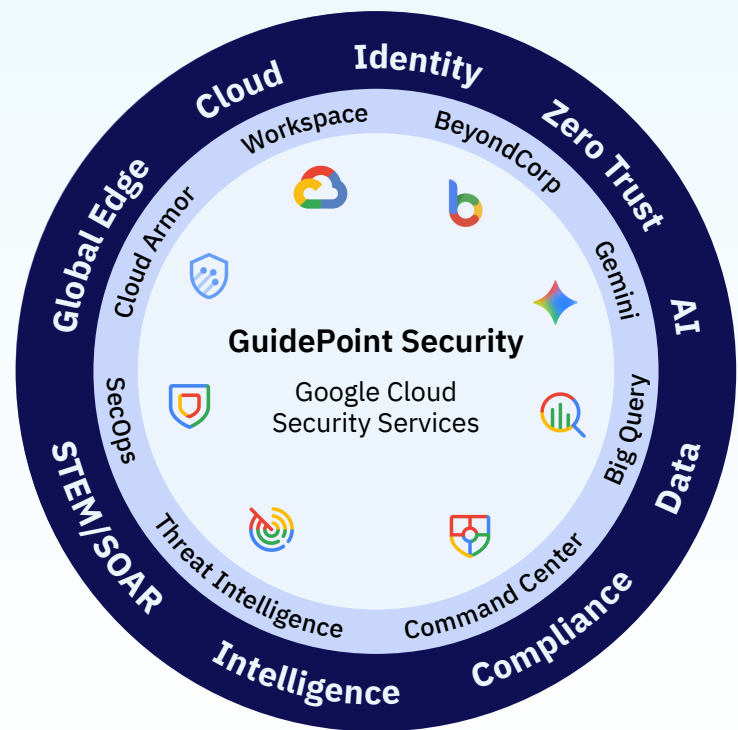 Cloud
Identity
Zero Trust
AI
Data
Compliance
Intelligence
STEM/SOAR
Global Edge
Workspace
BeyondCorp
Gemini
Big Query
Command Center
Threat Intelligence
SecOps
Cloud Armor
GuidePoint Security
Google Cloud
Security Services